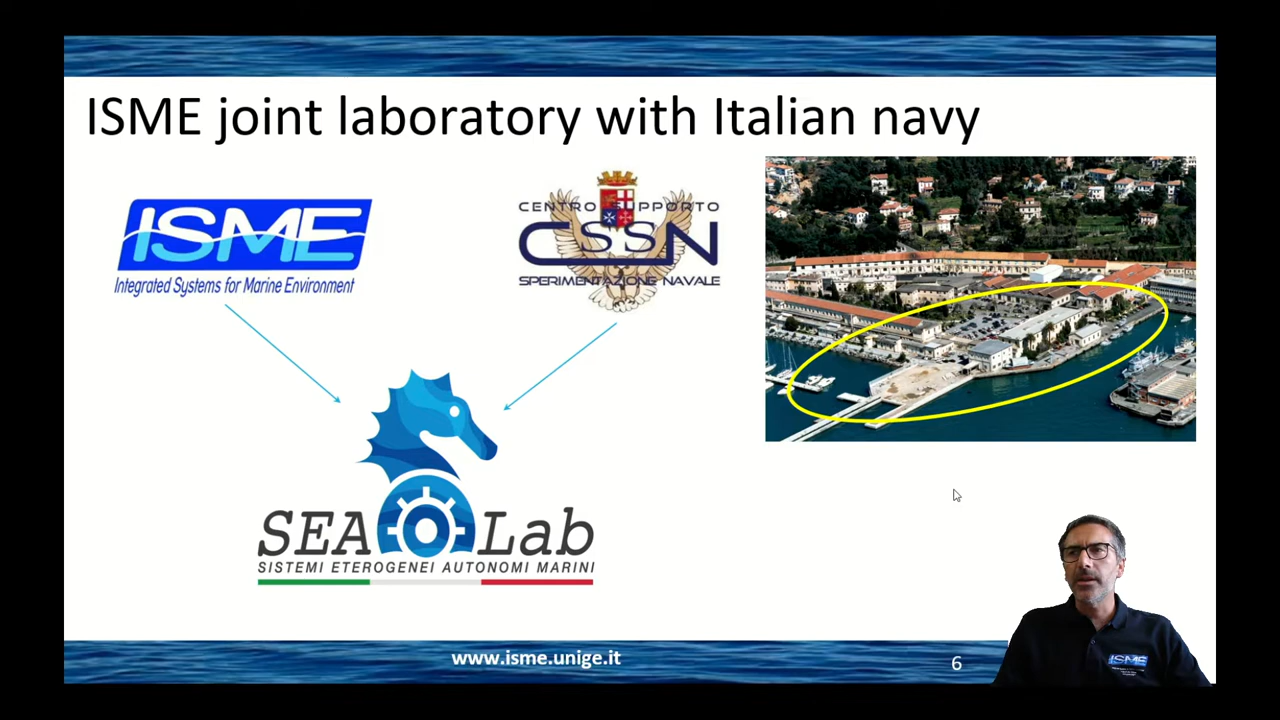 ISME joint laboratory with Italian navy
ISME
Integrated Systems for Marine Environment
CENTRO SUPPORTO
CSSN
SPERIMENTAZIONE NAVALE
SEA Lab
SISTEMI ETEROGENEI AUTONOMI MARINI
www.isme.unige.it
6
ISME